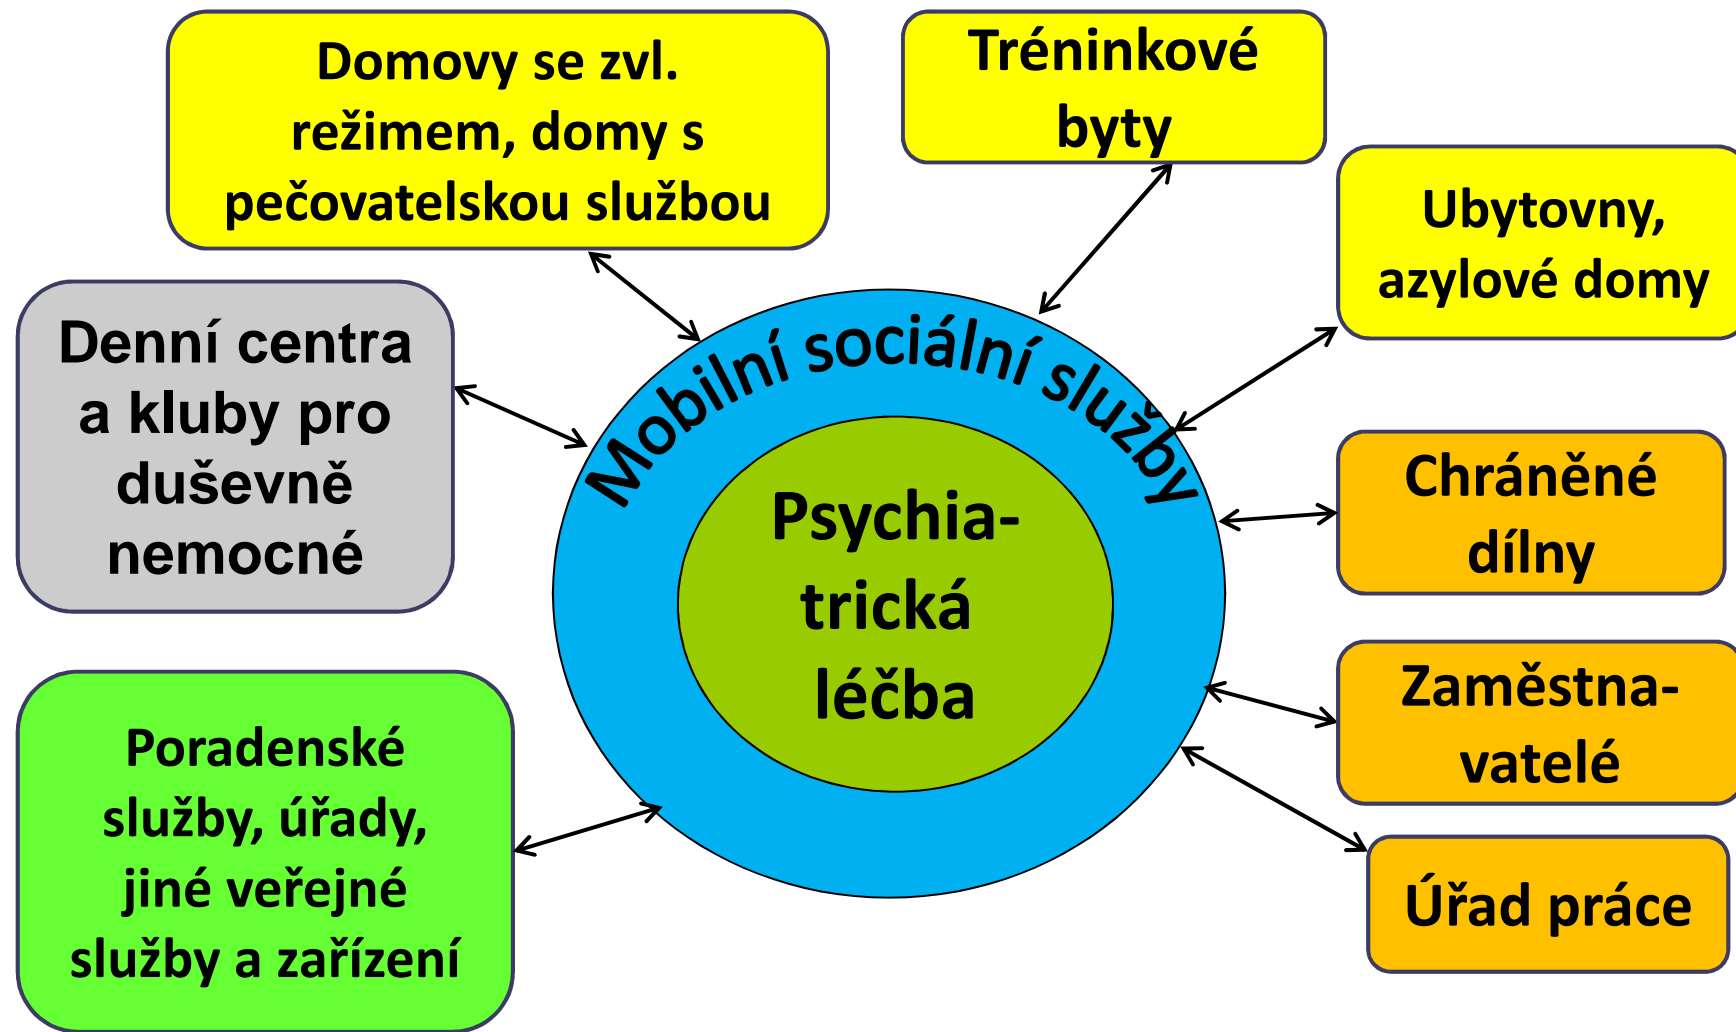 Domovy se zvl.
režimem, domy s
pečovatelskou službou
Tréninkové
byty
Ubytovny,
azylové domy
Denní centra
a kluby pro
duševně
nemocné
Mobilní sociální služby
Psychia-
trická
léčba
Chráněné
dílny
Zaměstna-
vatelé
Úřad práce
Poradenské
služby, úřady,
jiné veřejné
služby a zařízení